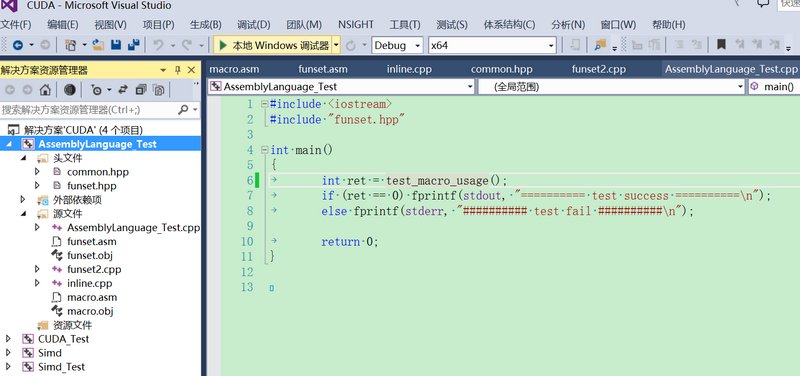 CUDA - Microsoft Visual Studio
快速
文件(F) 编辑(E) 视图(V) 项目(P) 生成(B) 调试(D) 团队(M) NSIGHT 工具(T) 测试(S) 体系结构(C) 分析(N) 窗口(W) 帮助(H)
本地 Windows 调试器 Debug x64
解决方案资源管理器
搜索解决方案资源管理器(Ctrl+;)
解决方案'CUDA' (4 个项目)
AssemblyLanguage_Test
头文件
common.hpp
funset.hpp
外部依赖项
源文件
AssemblyLanguage_Test.cpp
funset.asm
funset.obj
funset2.cpp
inline.cpp
macro.asm
macro.obj
资源文件
CUDA_Test
Simd
Simd_Test
macro.asm funset.asm inline.cpp common.hpp funset2.cpp AssemblyLanguage_Test.cpp
AssemblyLanguage_Test (全局范围) main()
1 #include <iostream>
2 #include "funset.hpp"
3
4 int main()
5 {
6 int ret = test_macro_usage();
7 if (ret == 0) fprintf(stdout, "========== test success ==========\n");
8 else fprintf(stderr, "########## test fail ##########\n");
9
10 return 0;
11 }
12
13